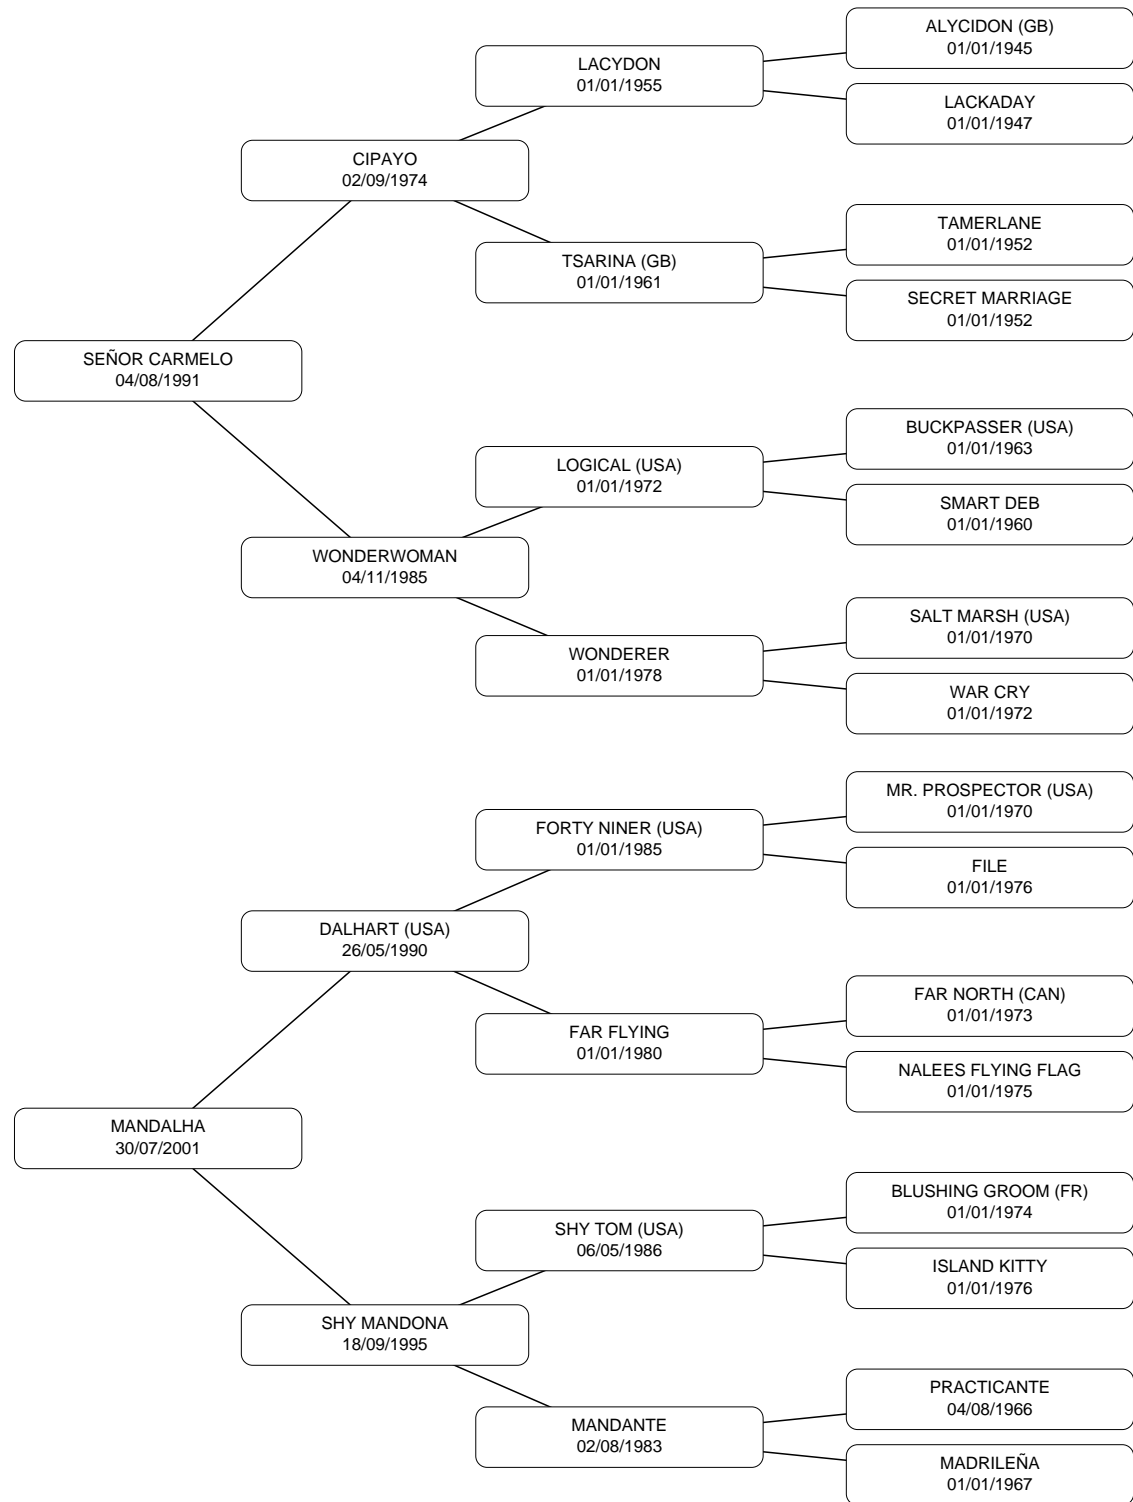 ALYCIDON (GB)
01/01/1945
LACYDON
01/01/1955
LACKADAY
01/01/1947
CIPAYO
02/09/1974
TAMERLANE
01/01/1952
TSARINA (GB)
01/01/1961
SECRET MARRIAGE
01/01/1952
SEÑOR CARMELO
04/08/1991
BUCKPASSER (USA)
01/01/1963
LOGICAL (USA)
01/01/1972
SMART DEB
01/01/1960
WONDERWOMAN
04/11/1985
SALT MARSH (USA)
01/01/1970
WONDERER
01/01/1978
WAR CRY
01/01/1972
MR. PROSPECTOR (USA)
01/01/1970
FORTY NINER (USA)
01/01/1985
FILE
01/01/1976
DALHART (USA)
26/05/1990
FAR NORTH (CAN)
01/01/1973
FAR FLYING
01/01/1980
NALEES FLYING FLAG
01/01/1975
MANDALHA
30/07/2001
BLUSHING GROOM (FR)
01/01/1974
SHY TOM (USA)
06/05/1986
ISLAND KITTY
01/01/1976
SHY MANDONA
18/09/1995
PRACTICANTE
04/08/1966
MANDANTE
02/08/1983
MADRILEÑA
01/01/1967